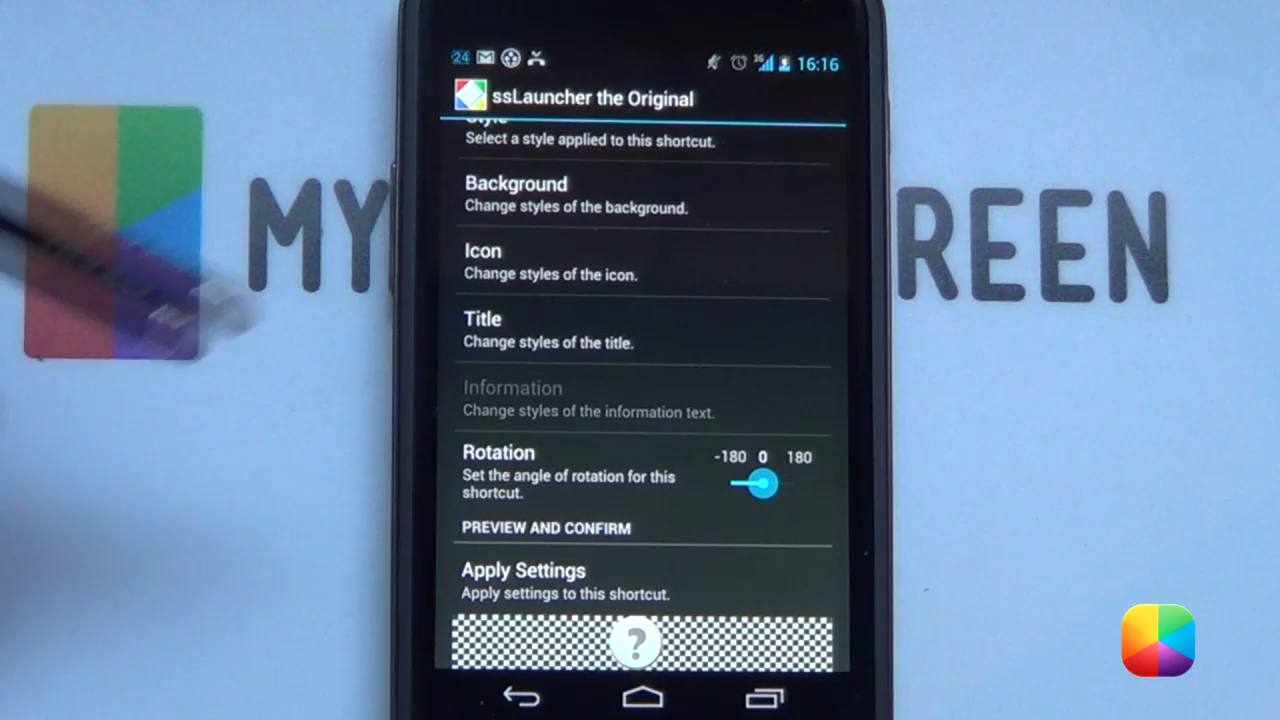 24
3G
16:16
ssLauncher the Original
Style
Select a style applied to this shortcut.
Background
Change styles of the background.
Icon
Change styles of the icon.
Title
Change styles of the title.
Information
Change styles of the information text.
Rotation
-180 0 180
Set the angle of rotation for this
shortcut.
PREVIEW AND CONFIRM
Apply Settings
Apply settings to this shortcut.
?
MY
REEN